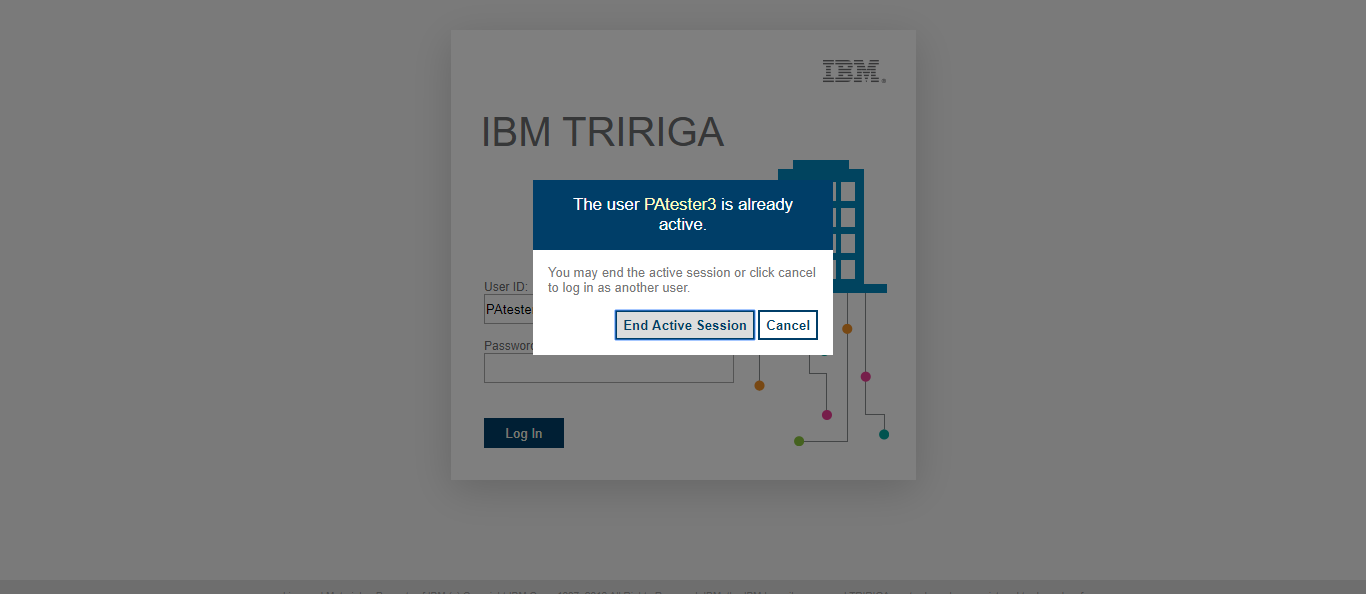 IBM
IBM TRIRIGA
The user PAtester3 is already
active.
You may end the active session or click cancel
to log in as another user.
End Active Session
Cancel
User ID:
PAteste
Password
Log In